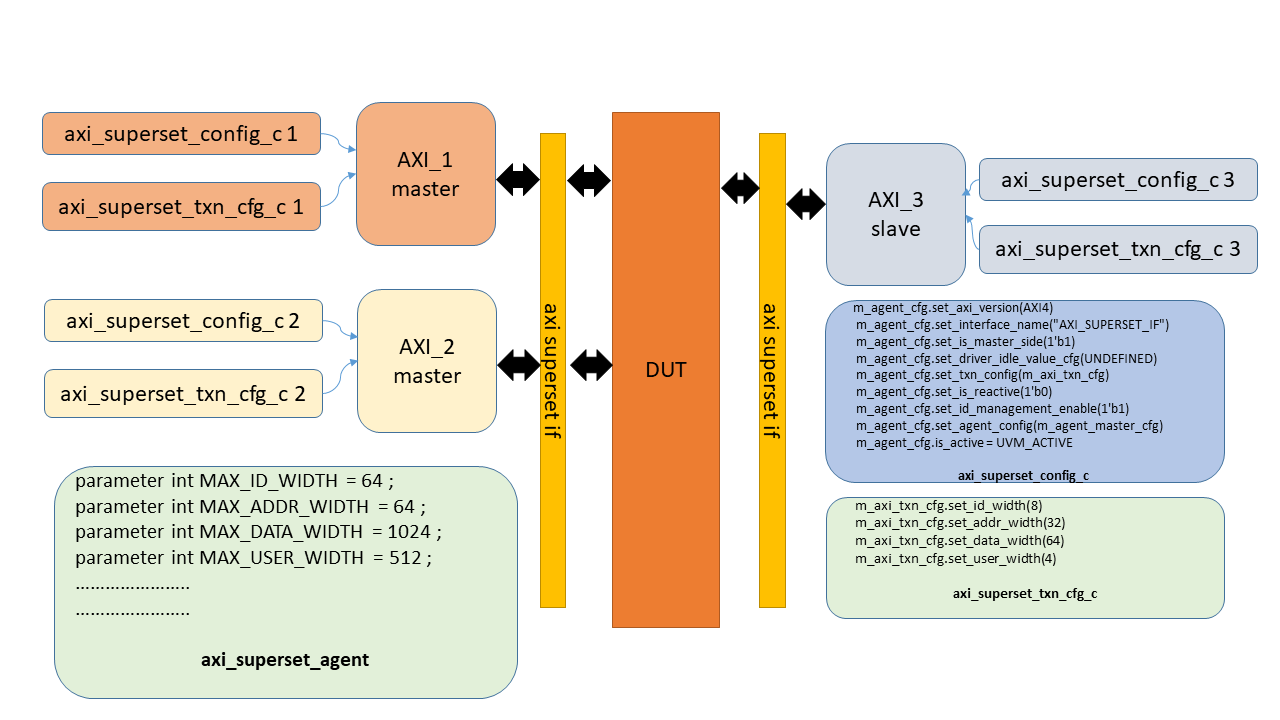 axi_superset_config_c 1
axi_superset_txn_cfg_c 1
AXI_1
master
axi_superset_config_c 2
axi_superset_txn_cfg_c 2
AXI_2
master
parameter int MAX_ID_WIDTH = 64 ;
parameter int MAX_ADDR_WIDTH = 64 ;
parameter int MAX_DATA_WIDTH = 1024 ;
parameter int MAX_USER_WIDTH = 512 ;
......................
......................
axi_superset_agent
axi superset if
DUT
axi superset if
AXI_3
slave
axi_superset_config_c 3
axi_superset_txn_cfg_c 3
m_agent_cfg.set_axi_version(AXI4)
m_agent_cfg.set_interface_name("AXI_SUPERSET_IF")
m_agent_cfg.set_is_master_side(1'b1)
m_agent_cfg.set_driver_idle_value_cfg(UNDEFINED)
m_agent_cfg.set_txn_config(m_axi_txn_cfg)
m_agent_cfg.set_is_reactive(1'b0)
m_agent_cfg.set_id_management_enable(1'b1)
m_agent_cfg.set_agent_config(m_agent_master_cfg)
m_agent_cfg.is_active = UVM_ACTIVE
axi_superset_config_c
m_axi_txn_cfg.set_id_width(8)
m_axi_txn_cfg.set_addr_width(32)
m_axi_txn_cfg.set_data_width(64)
m_axi_txn_cfg.set_user_width(4)
axi_superset_txn_cfg_c